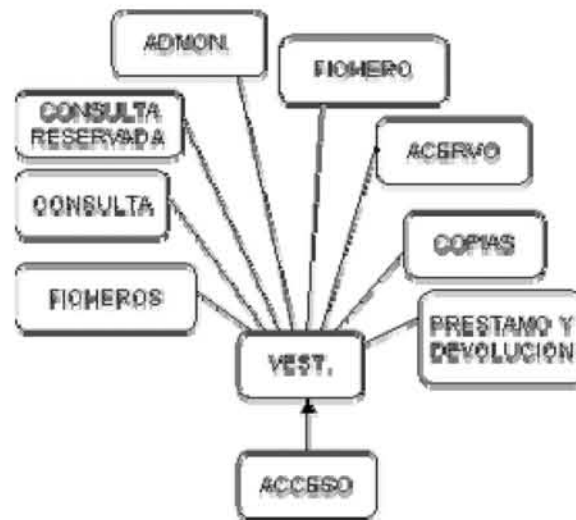 ADMON.
FICHERO
CONSULTA
RESERVADA
ACERVO
CONSULTA
COPIAS
FICHEROS
PRESTAMO Y
DEVOLUCION
VEST.
ACCESO